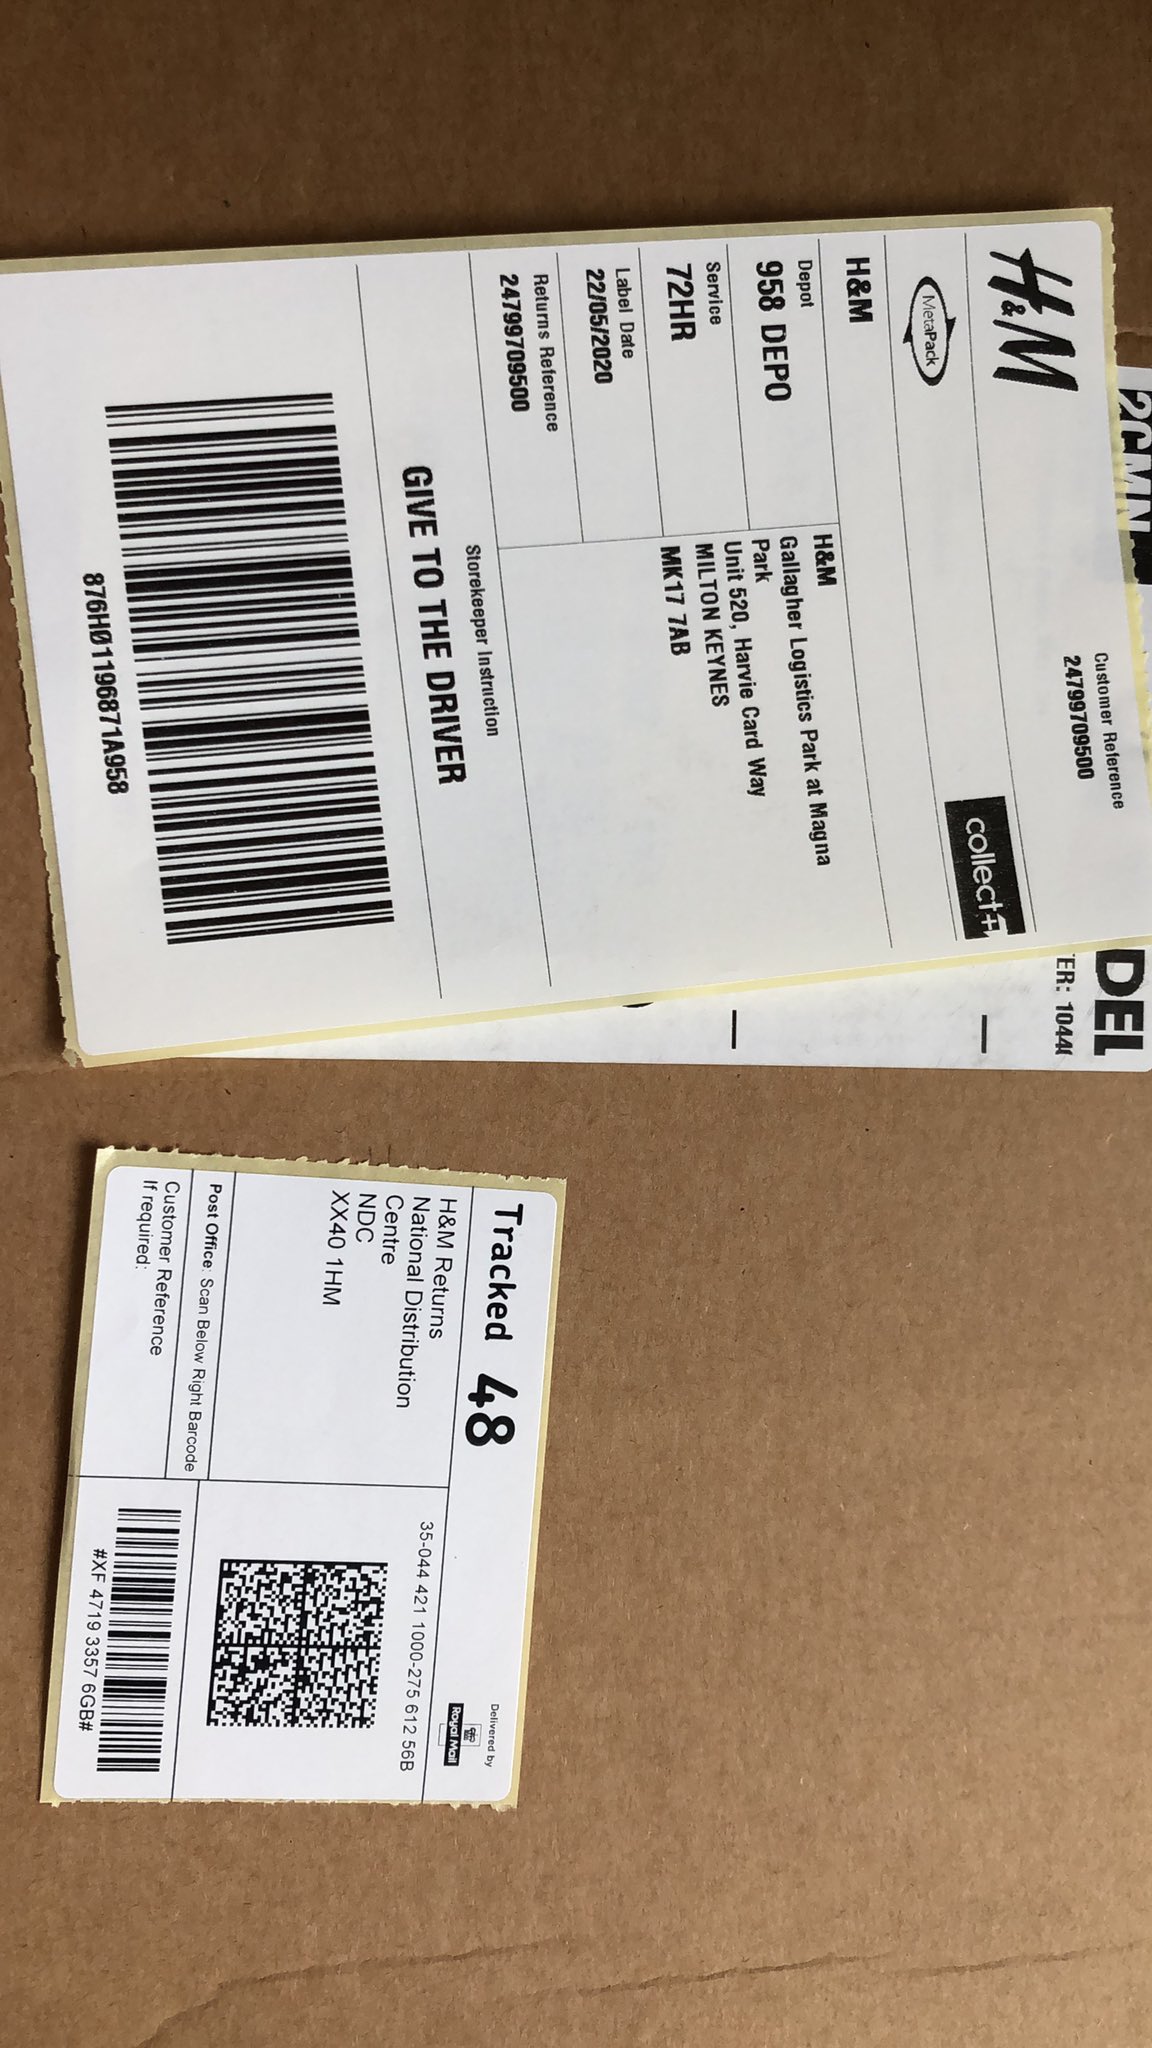 H&M
Customer Reference
24799709500
MetaPack
collect+
H&M
Depot
958 DEPO
Service
72HR
Label Date
22/05/2020
Returns Reference
24799709500
H&M
Gallagher Logistics Park at Magna
Park
Unit 520, Harvie Card Way
MILTON KEYNES
MK17 7AB
Storekeeper Instruction
GIVE TO THE DRIVER
876HØ1196871A958
2CMN
DEL
ER: 1044
Tracked 48
Delivered by
Royal Mail
H&M Returns
National Distribution
Centre
NDC
XX40 1HM
35-044 421 1000-275 612 56B
Post Office: Scan Below Right Barcode
Customer Reference
If required:
#XF 4719 3357 6GB#